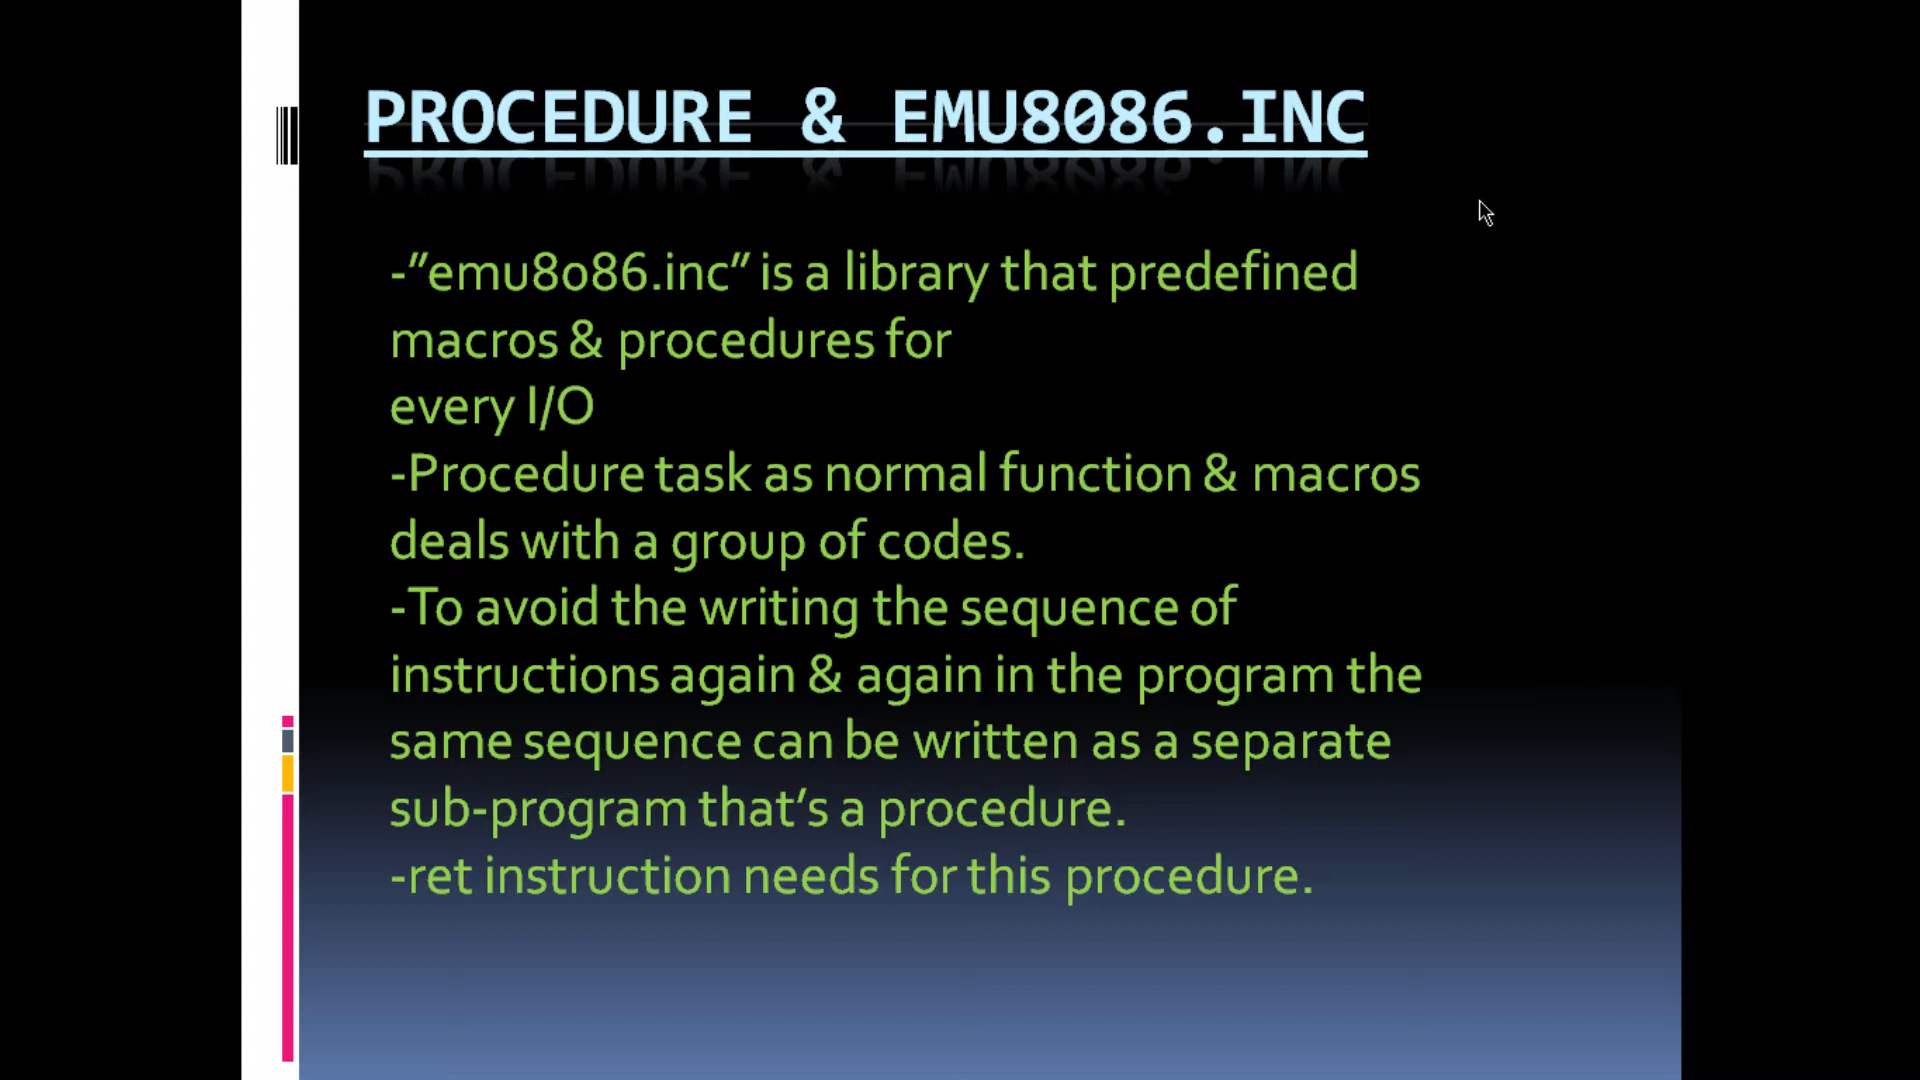 PROCEDURE & EMU8086.INC
-”emu8086.inc” is a library that predefined
macros & procedures for
every I/O
-Procedure task as normal function & macros
deals with a group of codes.
-To avoid the writing the sequence of
instructions again & again in the program the
same sequence can be written as a separate
sub-program that’s a procedure.
-ret instruction needs for this procedure.